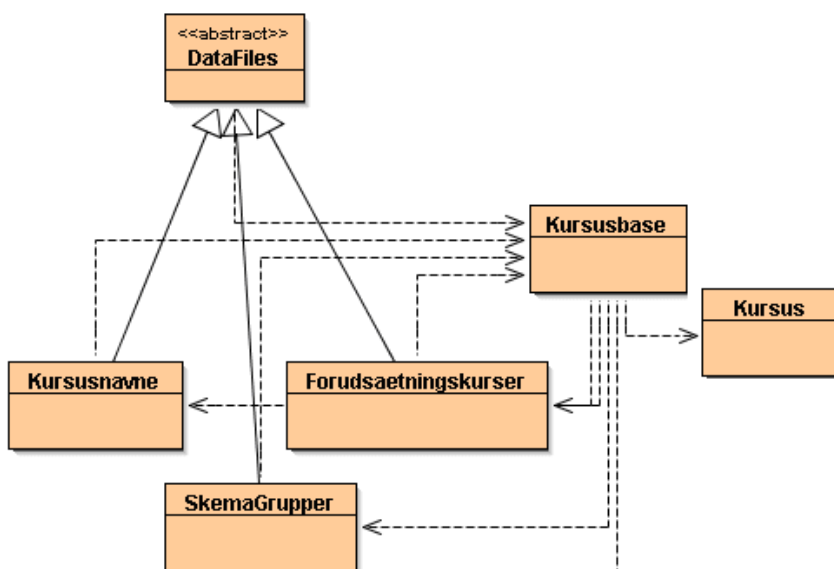 <<abstract>>
DataFiles
Kursusbase
Kursus
Kursusnavne
Forudsaetningskurser
SkemaGrupper